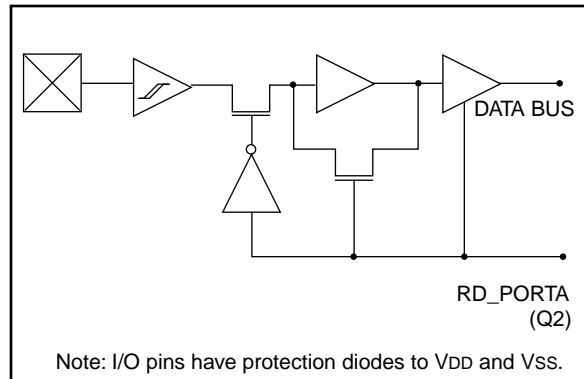 DATA BUS
RD_PORTA
(Q2)
Note: I/O pins have protection diodes to VDD and VSS.